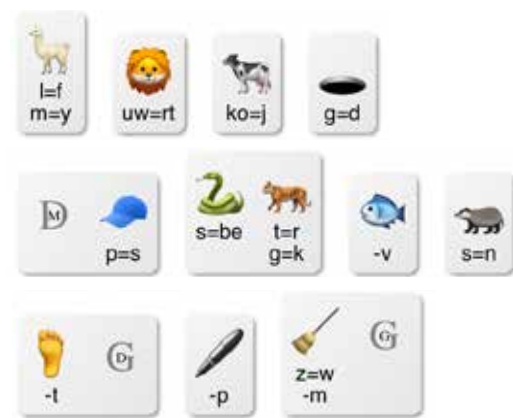 l=f
m=y
uw=rt
ko=j
g=d
D M
p=s
s=be
t=r
g=k
-v
s=n
-t
G D
-p
z=w
-m
G G